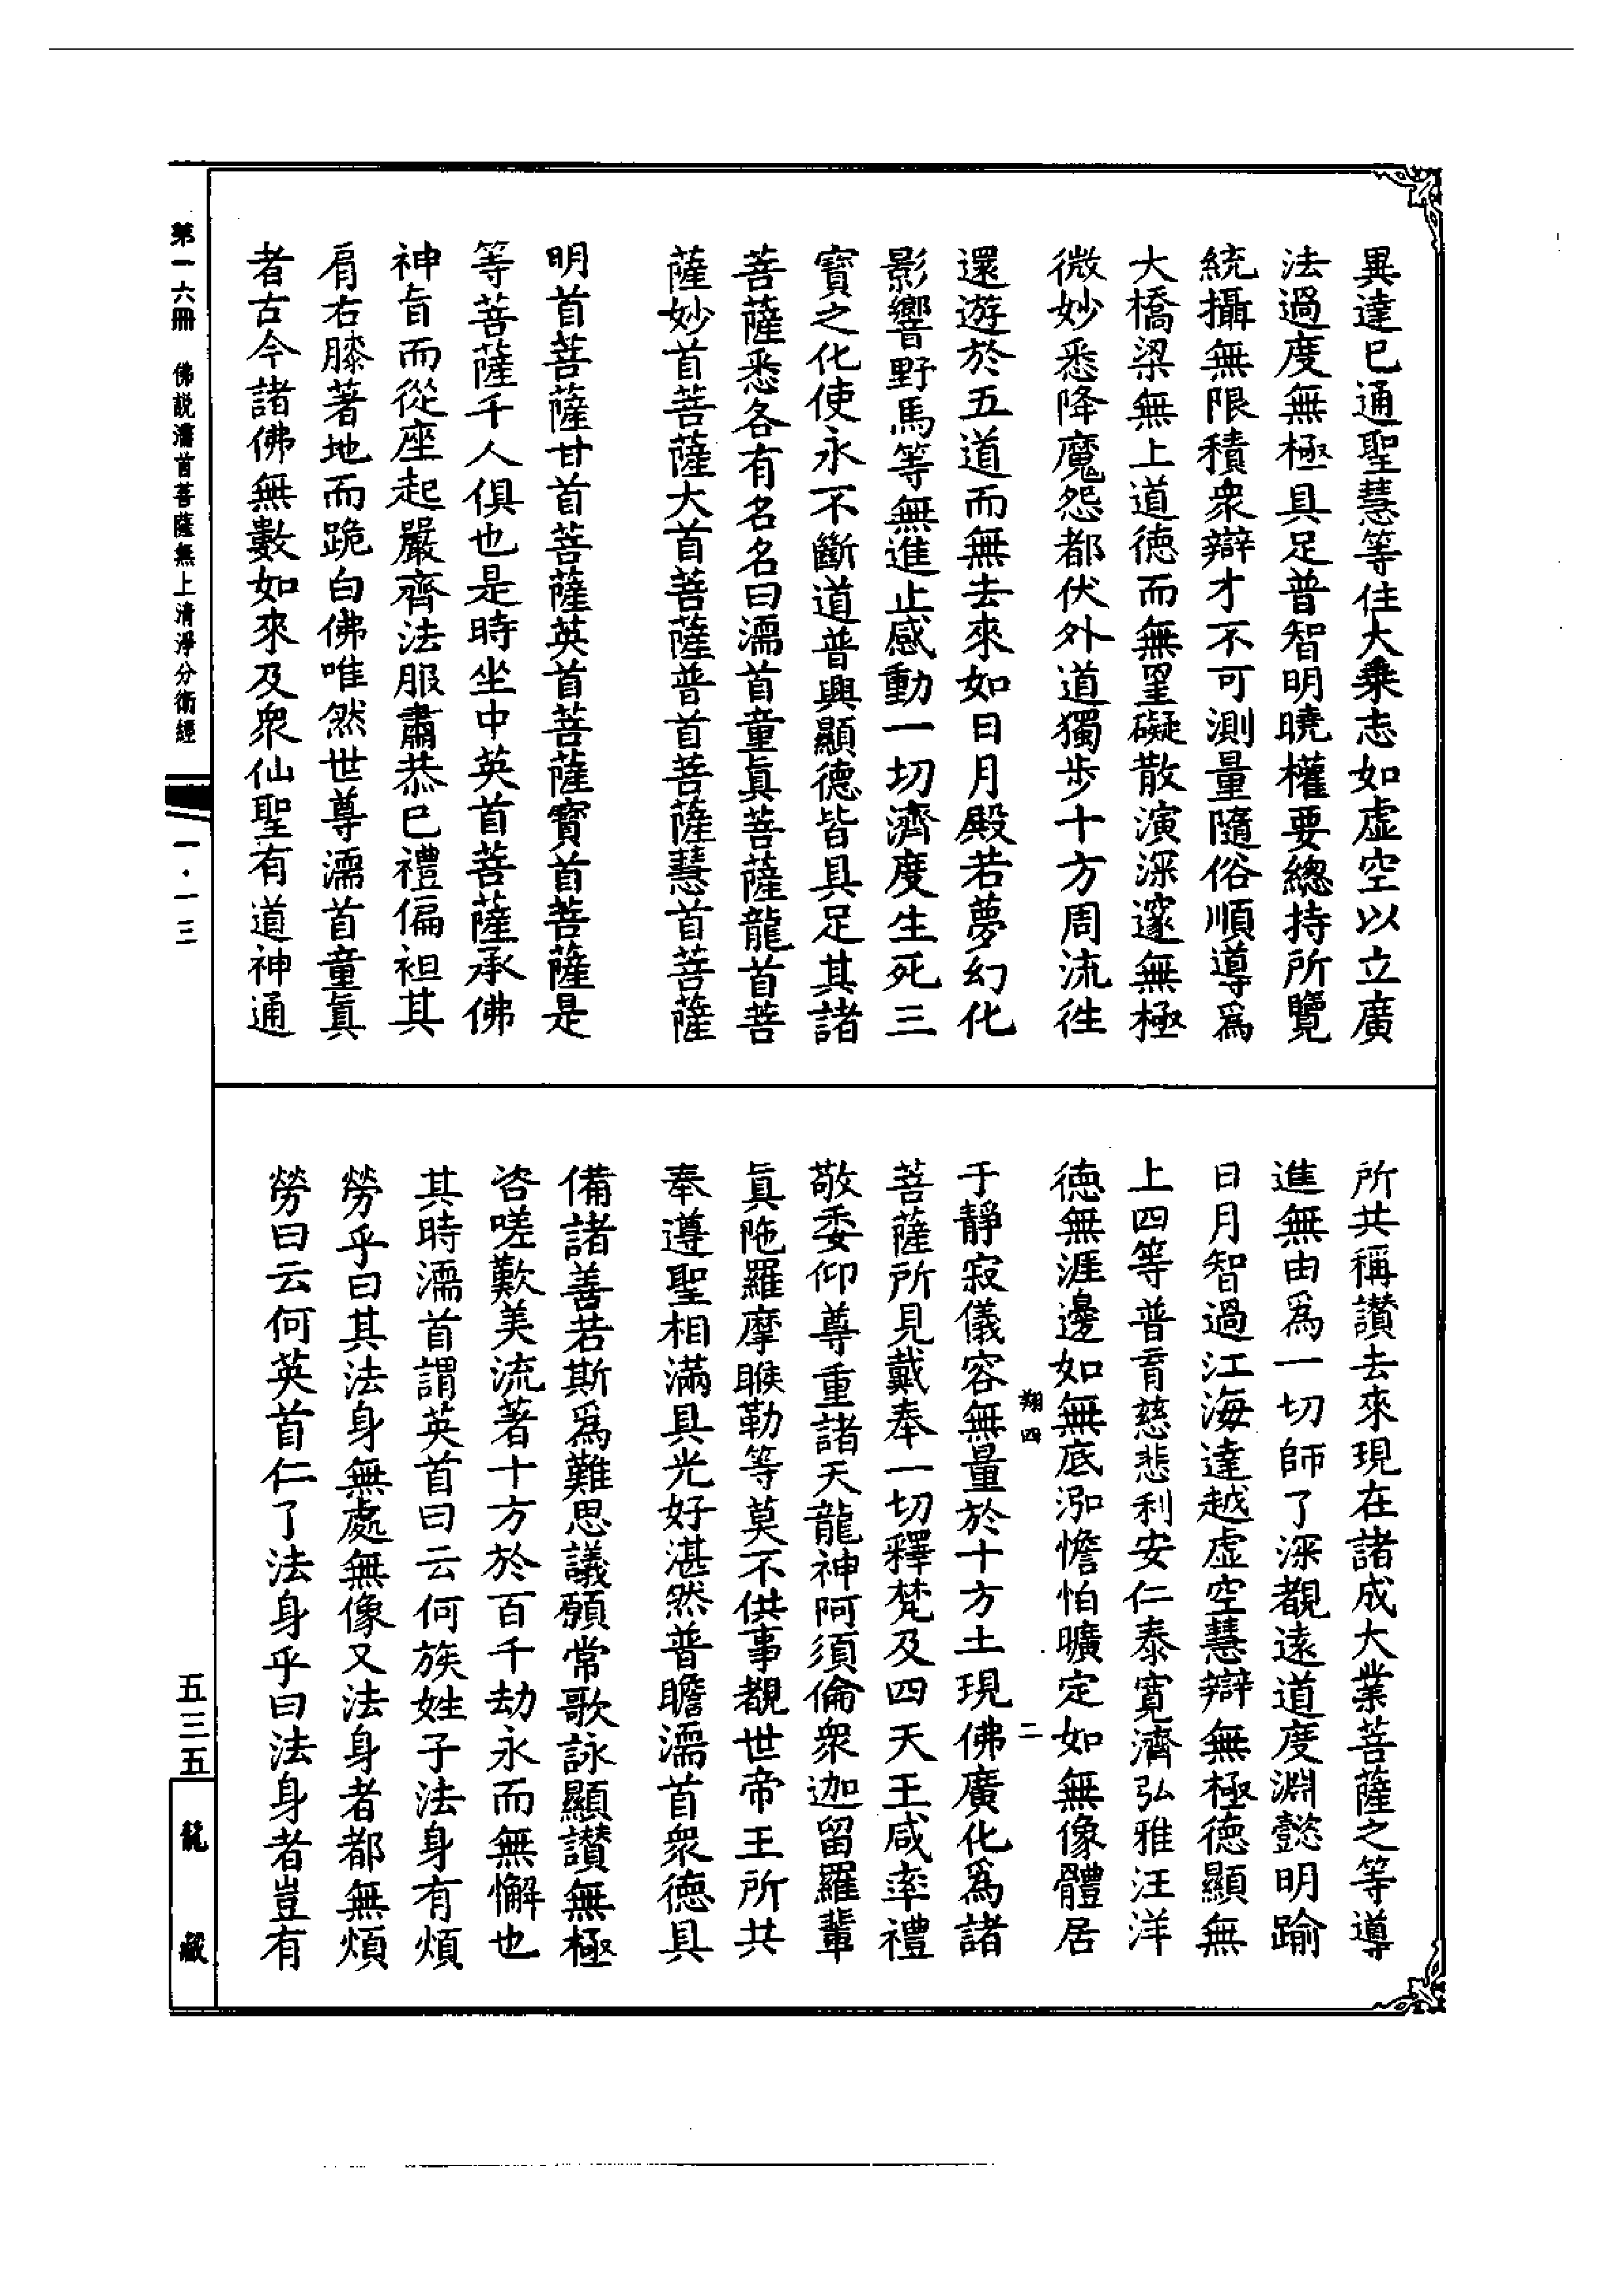 異達已通聖慧等住大乘志如虛空以立廣
法過度無極具足普智明曉權要總持所覽
統攝無限積衆辯才不可測量隨俗順導爲
大橋梁無上道徳而無罣礙散演深邃無極
微妙悉降魔怨都伏外道獨步十方周流徃
還遊於五道而無去來如日月殿若夢幻化
影響野馬等無進止感動一切濟度生死三
寶之化使永不斷道普興顯德皆具足其諸
菩薩悉各有名名曰濡首童眞菩薩龍首菩
薩妙首菩薩大首菩薩普首菩薩慧首菩薩
明首菩薩甘首菩薩英首菩薩寶首菩薩是
等菩薩千人俱也是時坐中英首菩薩承佛
神旨而從座起嚴齊法服肅恭已禮偏袒其
肩右膝著地而跪白佛唯然世尊濡首童眞
者古今諸佛無數如來及衆仙聖有道神通
所共稱讃去來現在諸成大業菩薩之等導
進無由爲一切師了深覩遠道度淵懿明踰
日月智過江海達越虛空慧辯無極德顯無
上四等普育慈悲利安仁泰寛濟弘雅汪洋
徳無涯邊如無底泓憺怕曠定如無像體居
翔四 二
于靜寂儀容無量於十方土現佛廣化爲諸
菩薩所見戴奉一切釋梵及四天王咸率禮
敬委仰尊重諸天龍神阿須倫衆迦留羅輩
眞陁羅摩睺勒等莫不供事覩世帝王所共
奉遵聖相滿具光好湛然普瞻濡首衆德具
備諸善若斯爲難思議願常歌詠顯讃無極
咨嗟歎美流著十方於百千劫永而無懈也
其時濡首謂英首曰云何族姓子法身有煩
勞乎曰其法身無處無像又法身者都無煩
勞曰云何英首仁了法身乎曰法身者豈有
第一六冊 佛説濡首菩薩無上清淨分衛經
一·一三
五三五
龍藏